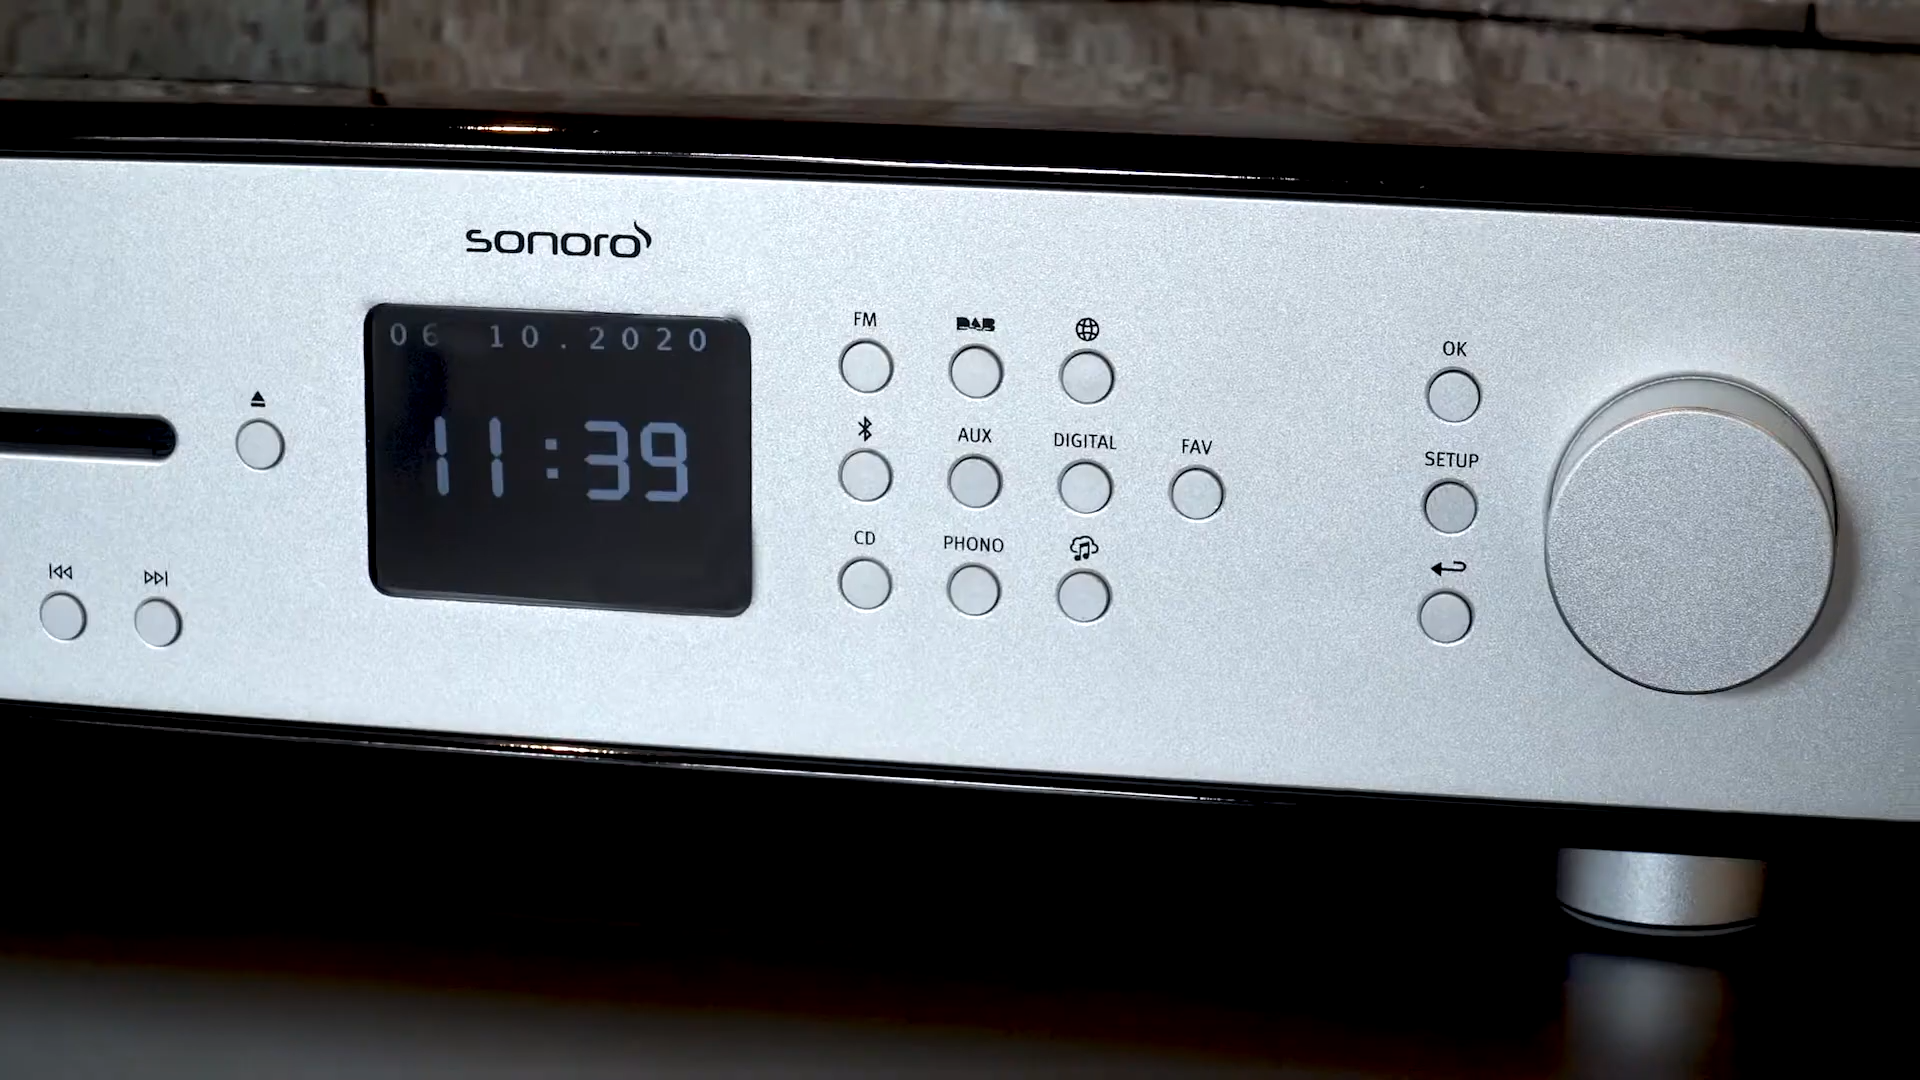 sonoro
06 10.2020
11:39
FM DAB
OK
AUX DIGITAL FAV
SETUP
CD PHONO